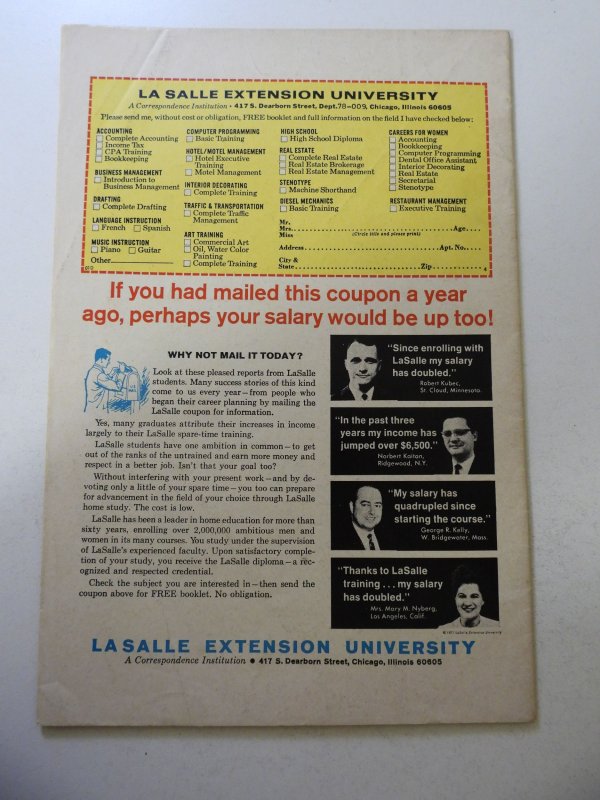 LA SALLE EXTENSION UNIVERSITY
A Correspondence Institution • 417 S. Dearborn Street, Dept. 78-009, Chicago, Illinois 60605
Please send me, without cost or obligation, FREE booklet and full information on the field I have checked below:
ACCOUNTING
Complete Accounting
Income Tax
CPA Training
Bookkeeping
BUSINESS MANAGEMENT
Introduction to
Business Management
DRAFTING
Complete Drafting
LANGUAGE INSTRUCTION
French Spanish
MUSIC INSTRUCTION
Piano Guitar
Other
COMPUTER PROGRAMMING
Basic Training
HOTEL/MOTEL MANAGEMENT
Hotel Executive
Training
Motel Management
INTERIOR DECORATING
Complete Training
TRAFFIC & TRANSPORTATION
Complete Traffic
Management
ART TRAINING
Commercial Art
Oil, Water Color
Painting
Complete Training
HIGH SCHOOL
High School Diploma
REAL ESTATE
Complete Real Estate
Real Estate Brokerage
Real Estate Management
STENOTYPE
Machine Shorthand
DIESEL MECHANICS
Basic Training
CAREERS FOR WOMEN
Accounting
Bookkeeping
Computer Programming
Dental Office Assistant
Interior Decorating
Real Estate
Secretarial
Stenotype
RESTAURANT MANAGEMENT
Executive Training
Mr.
Mrs. Age
Miss (Circle title and please print)
Address Apt. No.
City &
State Zip 4
If you had mailed this coupon a year
ago, perhaps your salary would be up too!
WHY NOT MAIL IT TODAY?
Look at these pleased reports from LaSalle
students. Many success stories of this kind
come to us every year—from people who
began their career planning by mailing the
LaSalle coupon for information.
Yes, many graduates attribute their increases in income
largely to their LaSalle spare-time training.
LaSalle students have one ambition in common—to get
out of the ranks of the untrained and earn more money and
respect in a better job. Isn't that your goal too?
Without interfering with your present work—and by de-
voting only a little of your spare time—you too can prepare
for advancement in the field of your choice through LaSalle
home study. The cost is low.
LaSalle has been a leader in home education for more than
sixty years, enrolling over 2,000,000 ambitious men and
women in its many courses. You study under the supervision
of LaSalle's experienced faculty. Upon satisfactory comple-
tion of your study, you receive the LaSalle diploma—a rec-
ognized and respected credential.
Check the subject you are interested in—then send the
coupon above for FREE booklet. No obligation.
"Since enrolling with
LaSalle my salary
has doubled."
Robert Kubec,
St. Cloud, Minnesota.
"In the past three
years my income has
jumped over $6,500."
Norbert Kaitan,
Ridgewood, N.Y.
"My salary has
quadrupled since
starting the course."
George R. Kelly,
W. Bridgewater, Mass.
"Thanks to LaSalle
training . . . my salary
has doubled."
Mrs. Mary M. Nyberg,
Los Angeles, Calif.
© 1971 LaSalle Extension University
LA SALLE EXTENSION UNIVERSITY
A Correspondence Institution • 417 S. Dearborn Street, Chicago, Illinois 60605